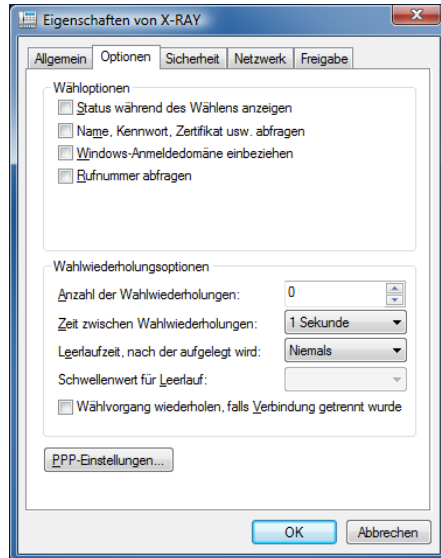 Eigenschaften von X-RAY
Allgemein Optionen Sicherheit Netzwerk Freigabe
Wähloptionen
Status während des Wählens anzeigen
Name, Kennwort, Zertifikat usw. abfragen
Windows-Anmeldedomäne einbeziehen
Rufnummer abfragen
Wahlwiederholungsoptionen
Anzahl der Wahlwiederholungen: 0
Zeit zwischen Wahlwiederholungen: 1 Sekunde
Leerlaufzeit, nach der aufgelegt wird: Niemals
Schwellenwert für Leerlauf:
Wählvorgang wiederholen, falls Verbindung getrennt wurde
PPP-Einstellungen...
OK Abbrechen